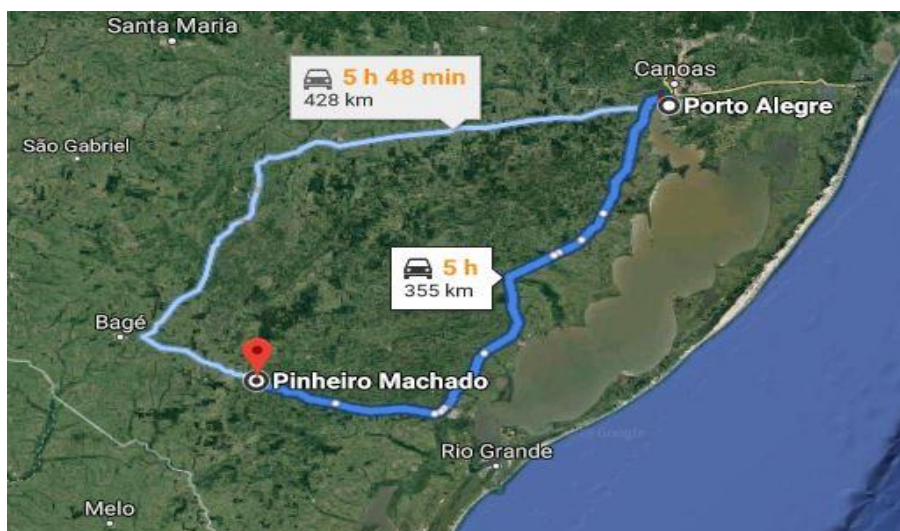 Santa Maria
5 h 48 min
428 km
Canoas
Porto Alegre
São Gabriel
5 h
355 km
Bagé
Pinheiro Machado
Rio Grande
Melo